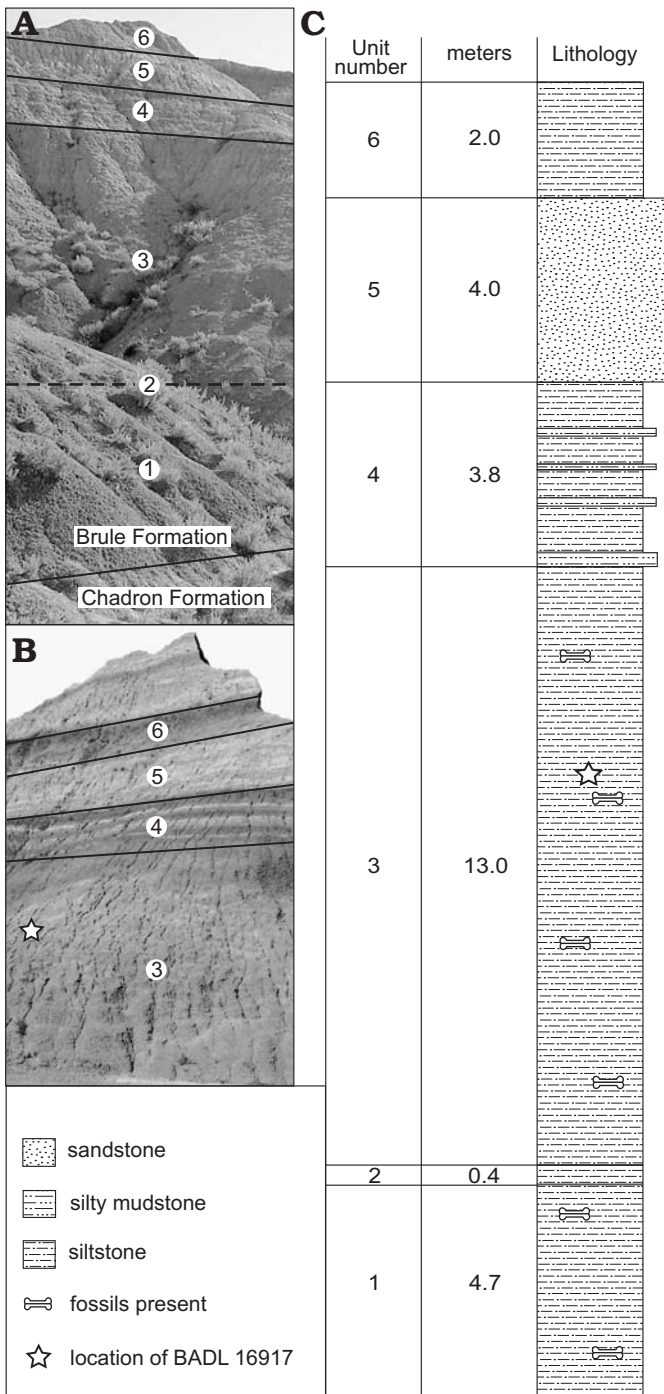 A
6
5
4
3
2
1
Brule Formation
Chadron Formation
B
6
5
4
3
sandstone
silty mudstone
siltstone
fossils present
location of BADL 16917
C
Unit number
meters
Lithology
6
2.0
5
4.0
4
3.8
3
13.0
2
0.4
1
4.7